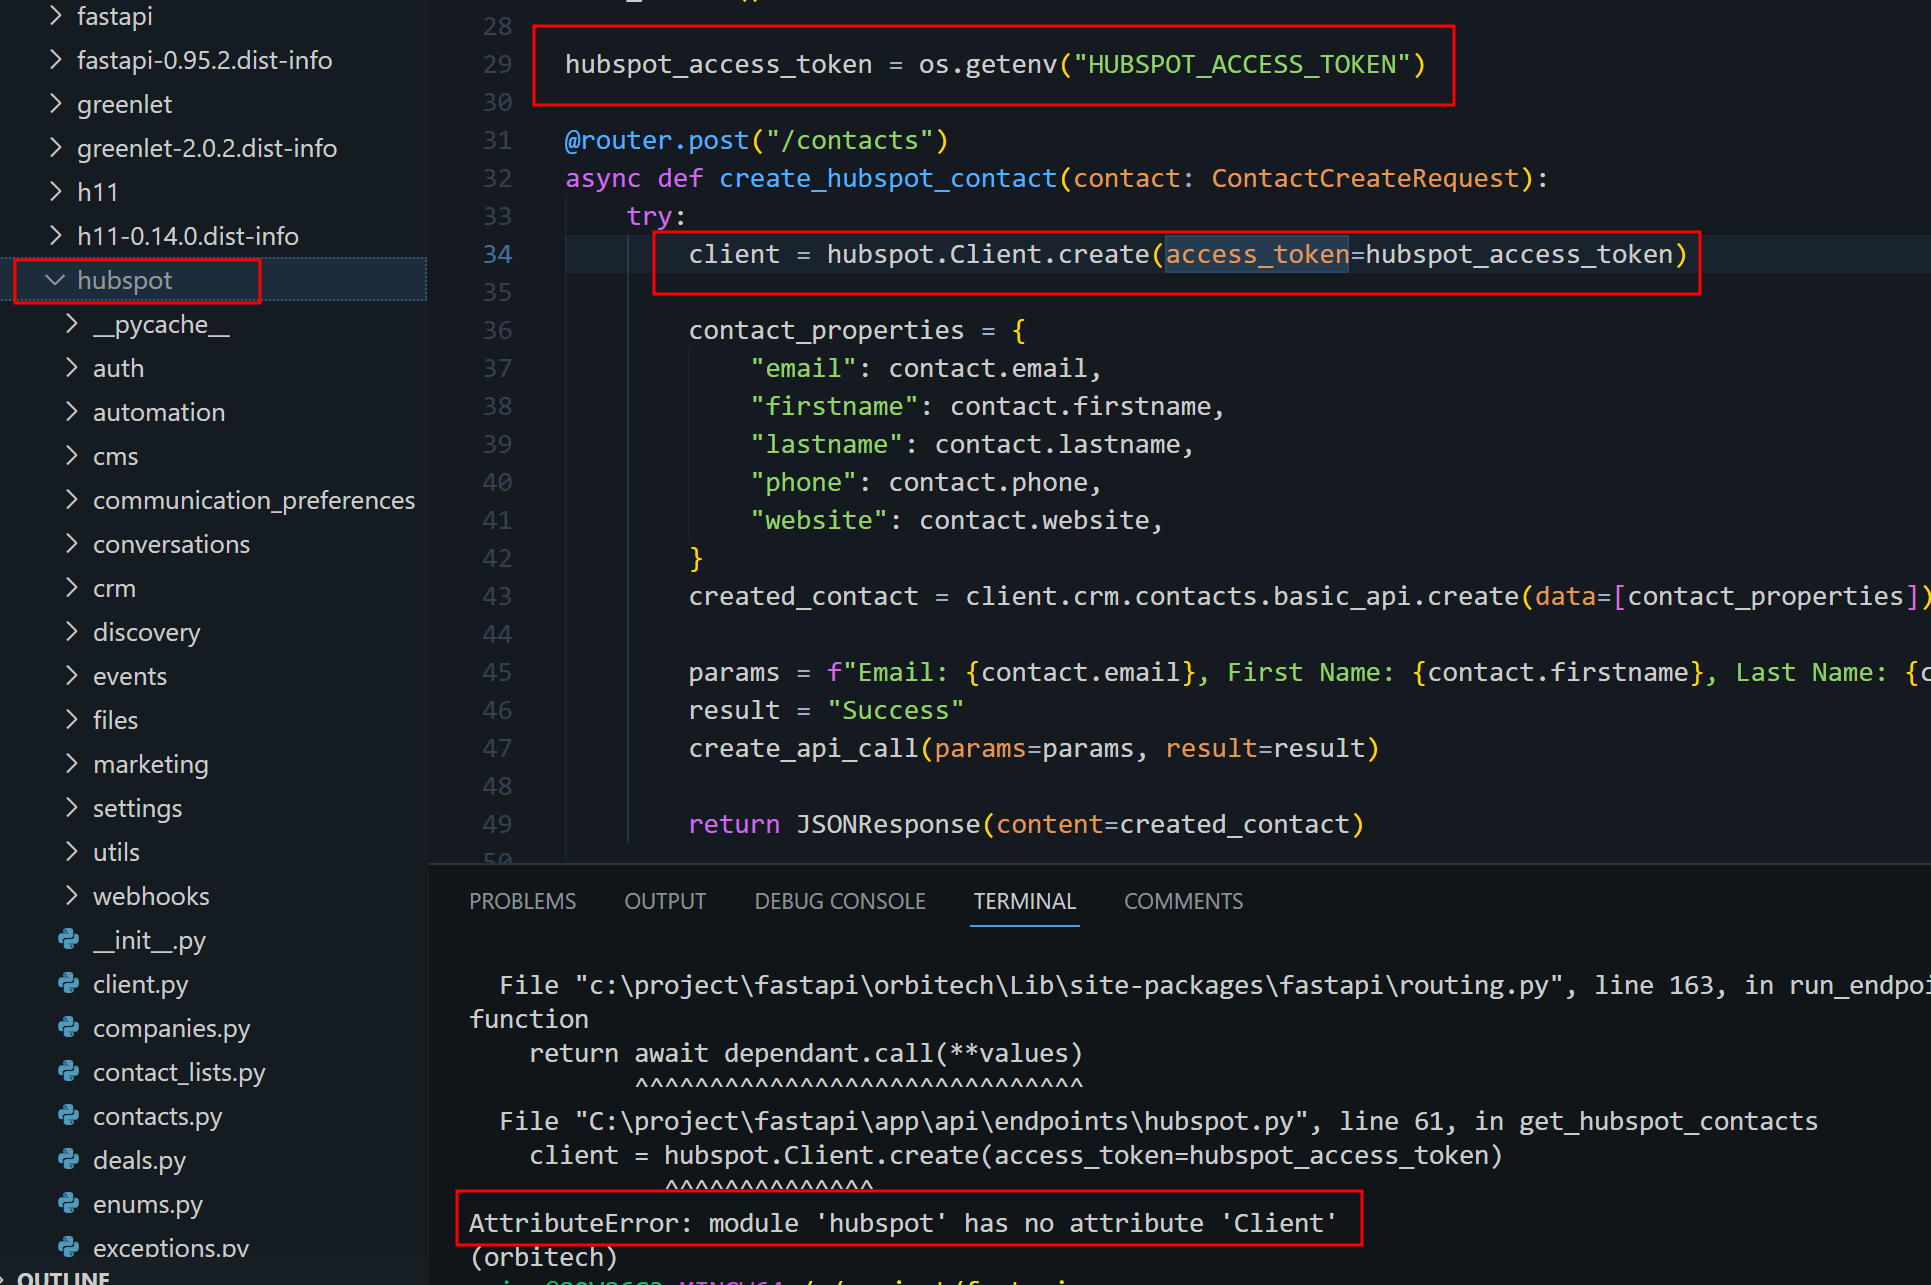 fastapi
fastapi-0.95.2.dist-info
greenlet
greenlet-2.0.2.dist-info
h11
h11-0.14.0.dist-info
hubspot
__pycache__
auth
automation
cms
communication_preferences
conversations
crm
discovery
events
files
marketing
settings
utils
webhooks
__init__.py
client.py
companies.py
contact_lists.py
contacts.py
deals.py
enums.py
exceptions.py
OUTLINE
28
29 hubspot_access_token = os.getenv("HUBSPOT_ACCESS_TOKEN")
30
31 @router.post("/contacts")
32 async def create_hubspot_contact(contact: ContactCreateRequest):
33 try:
34 client = hubspot.Client.create(access_token=hubspot_access_token)
35
36 contact_properties = {
37 "email": contact.email,
38 "firstname": contact.firstname,
39 "lastname": contact.lastname,
40 "phone": contact.phone,
41 "website": contact.website,
42 }
43 created_contact = client.crm.contacts.basic_api.create(data=[contact_properties])
44
45 params = f"Email: {contact.email}, First Name: {contact.firstname}, Last Name: {c
46 result = "Success"
47 create_api_call(params=params, result=result)
48
49 return JSONResponse(content=created_contact)
50
PROBLEMS OUTPUT DEBUG CONSOLE TERMINAL COMMENTS
File "c:\project\fastapi\orbitech\Lib\site-packages\fastapi\routing.py", line 163, in run_endpoi
function
return await dependant.call(**values)
^^^^^^^^^^^^^^^^^^^^^^^^^^^^^^
File "C:\project\fastapi\app\api\endpoints\hubspot.py", line 61, in get_hubspot_contacts
client = hubspot.Client.create(access_token=hubspot_access_token)
^^^^^^^^^^^^^^
AttributeError: module 'hubspot' has no attribute 'Client'
(orbitech)